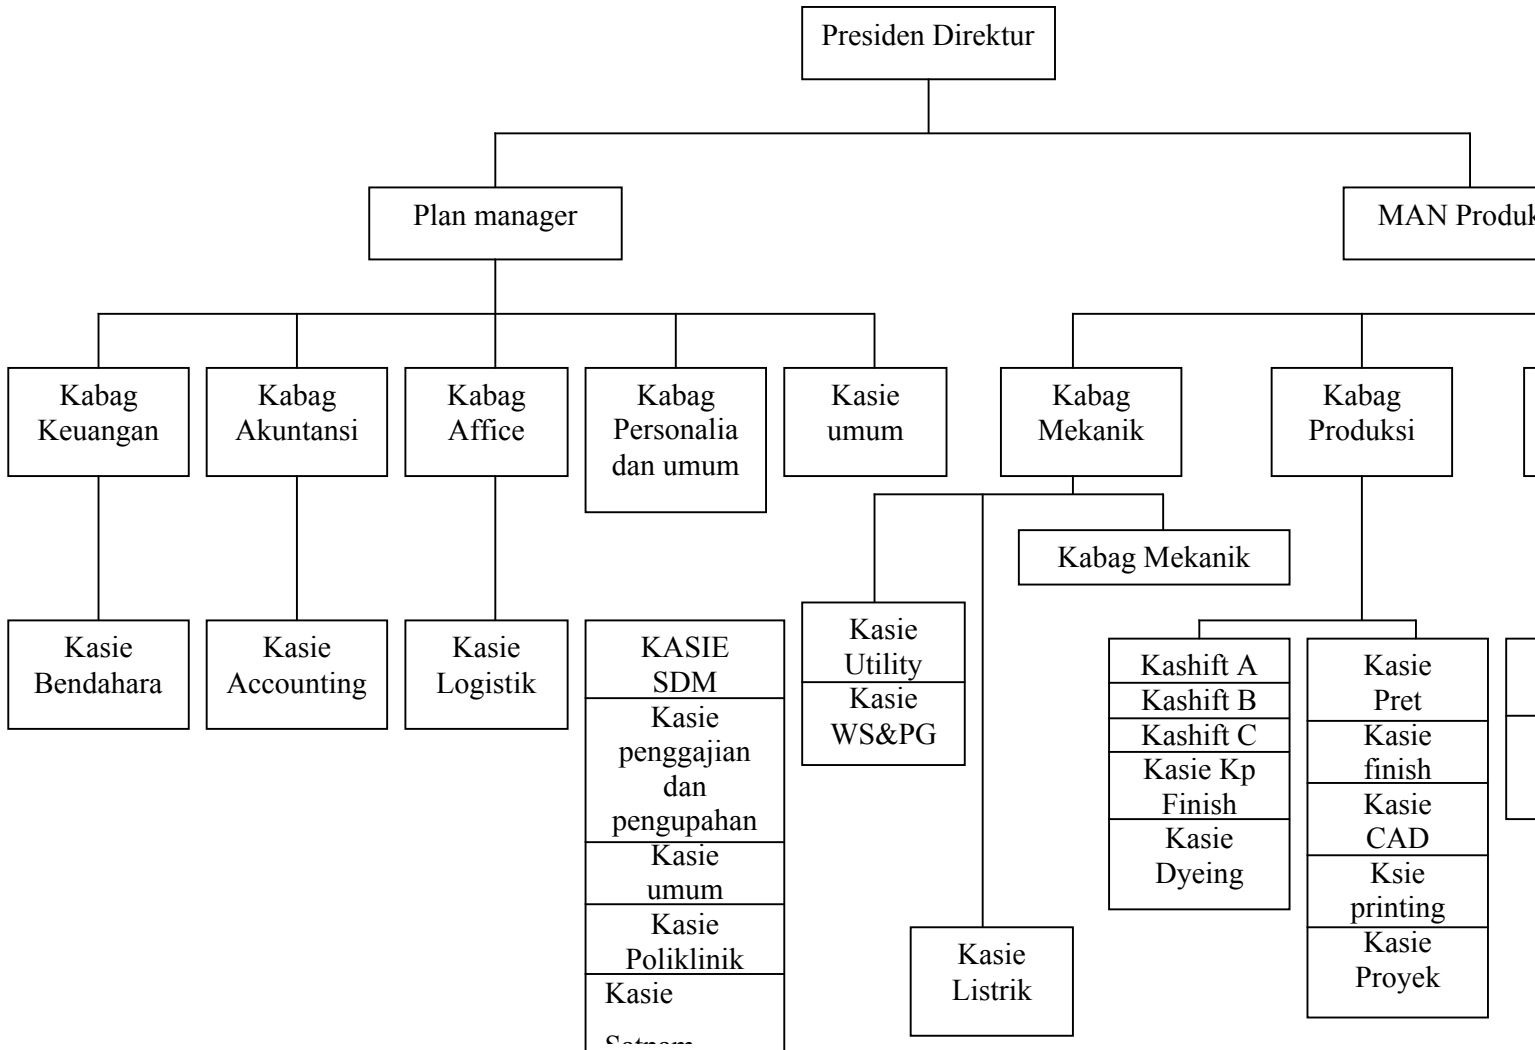 Presiden Direktur
Plan manager
MAN Produk
Kabag
Keuangan
Kabag
Akuntansi
Kabag
Affice
Kabag
Personalia
dan umum
Kasie
umum
Kabag
Mekanik
Kabag
Produksi
Kabag Mekanik
Kasie
Bendahara
Kasie
Accounting
Kasie
Logistik
KASIE
SDM
Kasie
penggajian
dan
pengupahan
Kasie
umum
Kasie
Poliklinik
Kasie
Satpam
Kasie
Utility
Kasie
WS&PG
Kasie
Listrik
Kashift A
Kashift B
Kashift C
Kasie Kp
Finish
Kasie
Dyeing
Kasie
Pret
Kasie
finish
Kasie
CAD
Ksie
printing
Kasie
Proyek